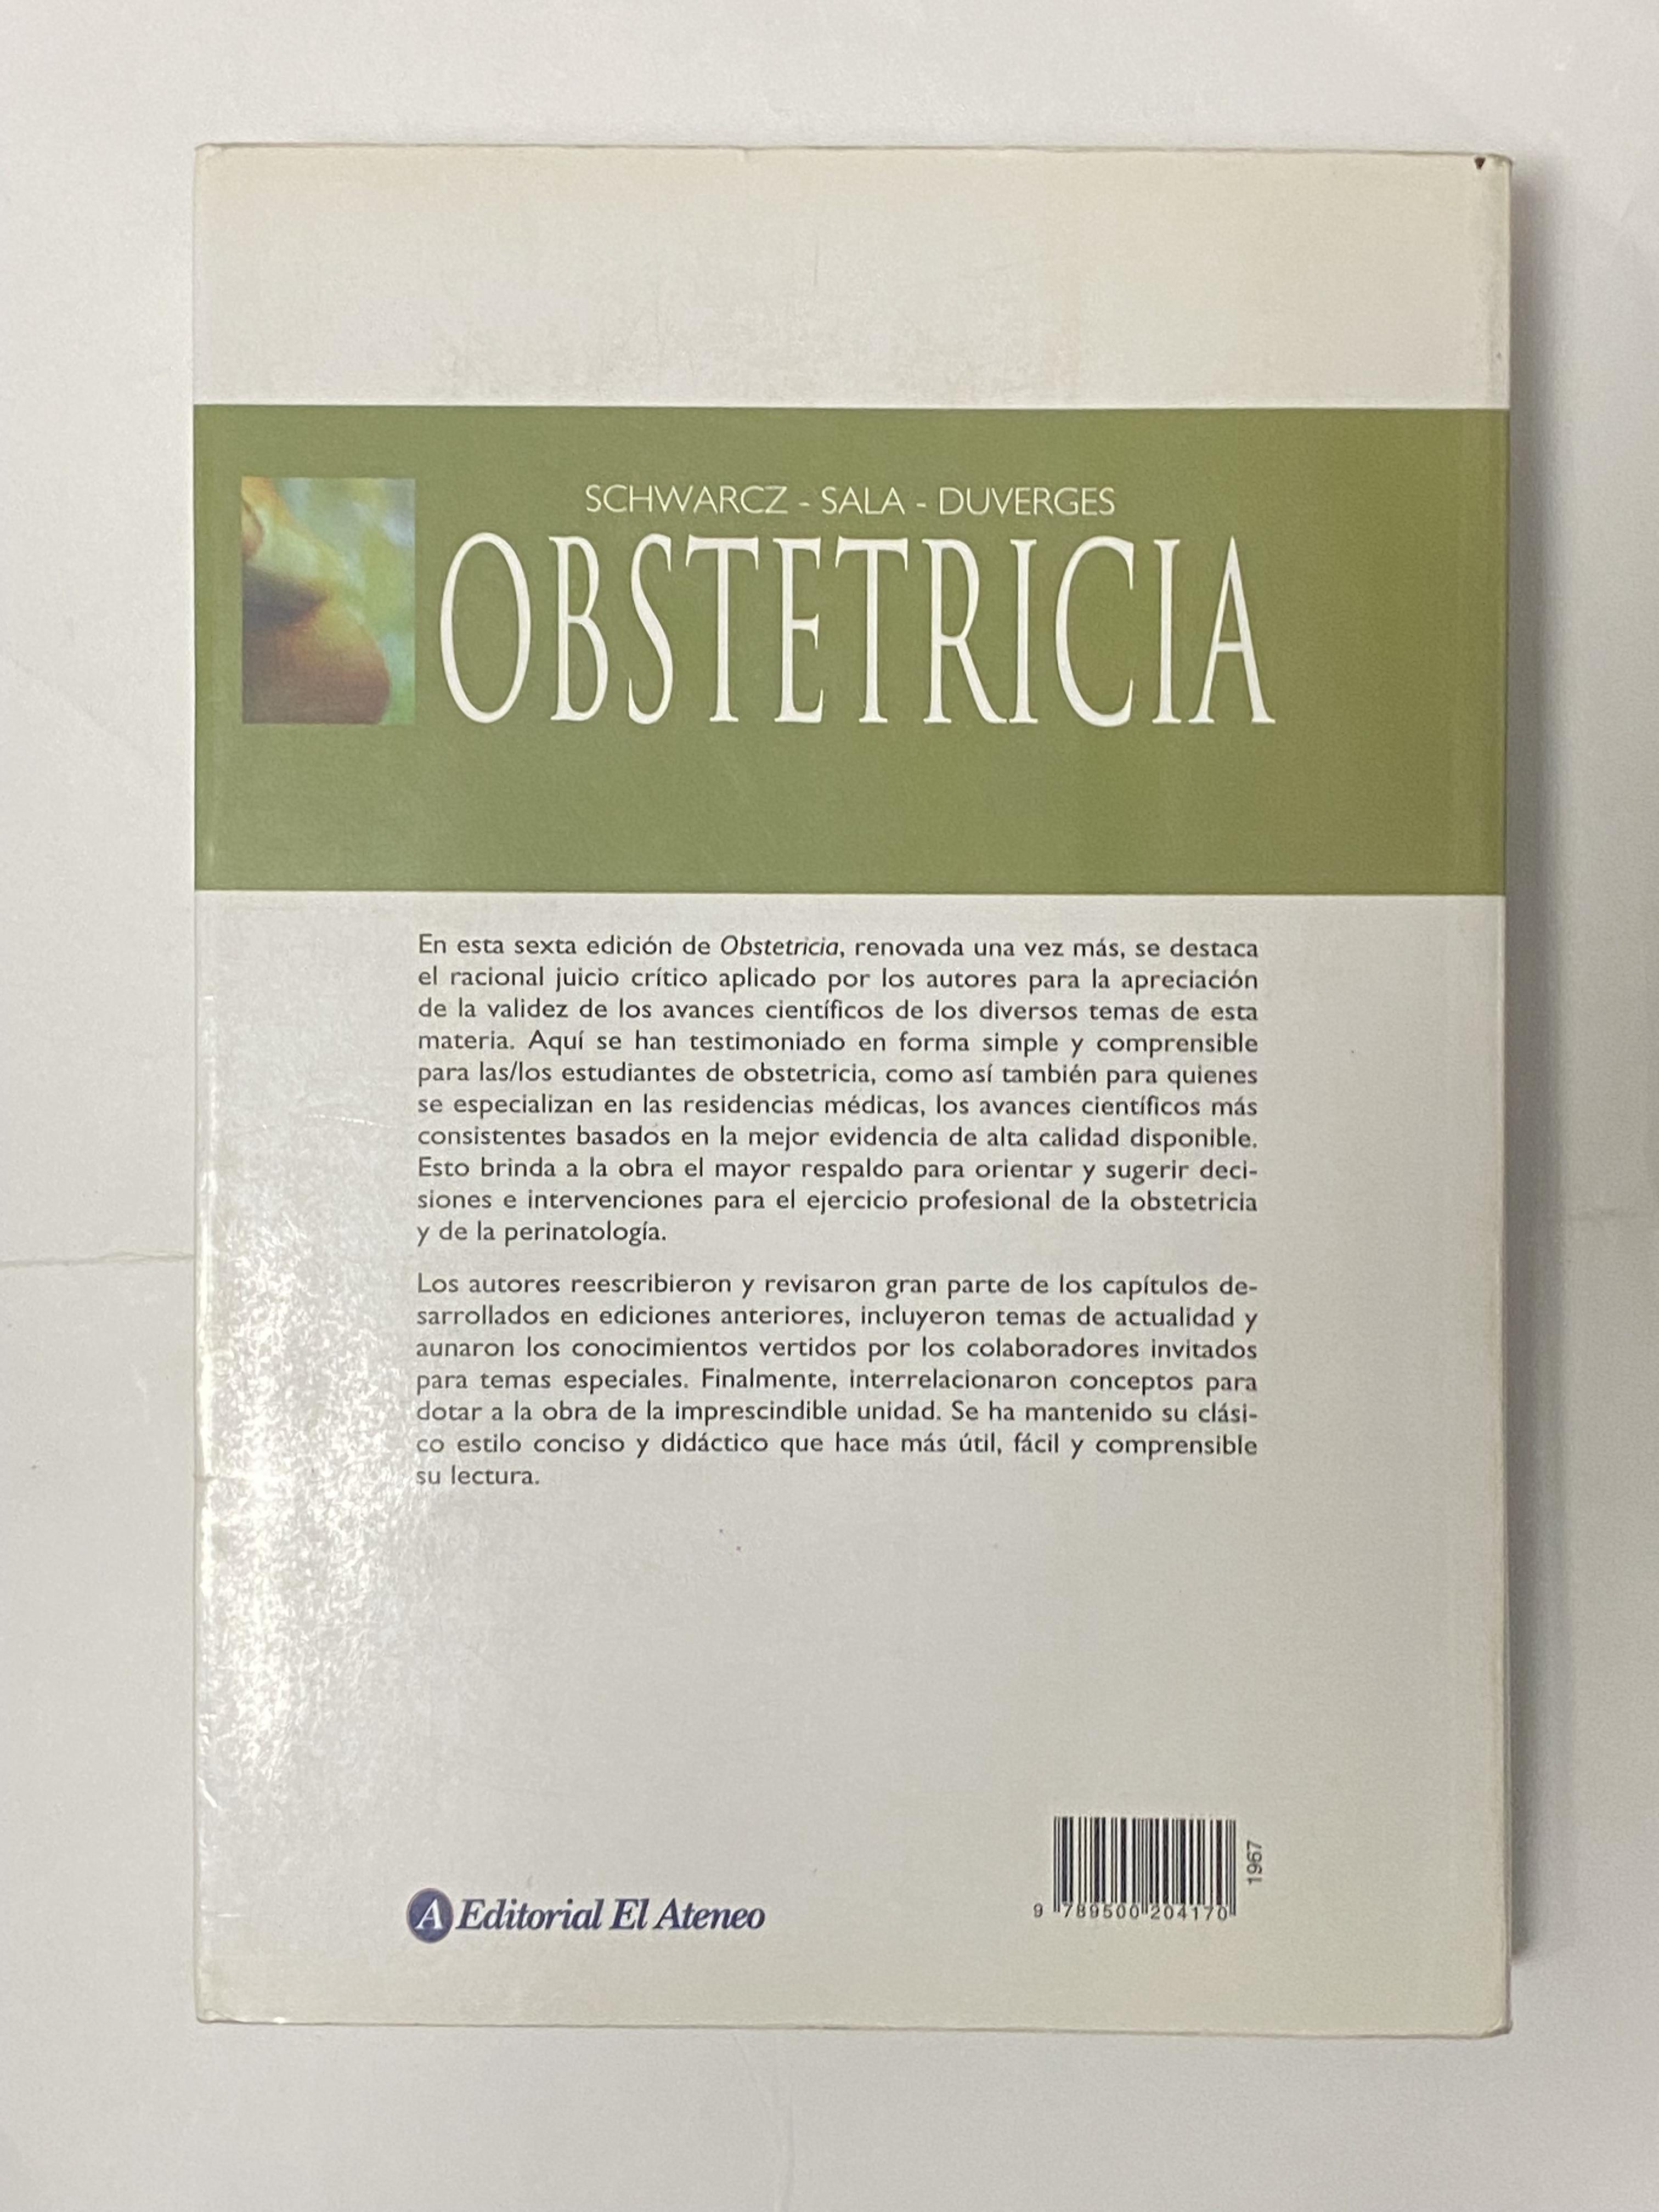 SCHWARCZ - SALA - DUVERGES
OBSTETRICIA
En esta sexta edición de Obstetricia, renovada una vez más, se destaca
el racional juicio crítico aplicado por los autores para la apreciación
de la validez de los avances científicos de los diversos temas de esta
materia. Aquí se han testimoniado en forma simple y comprensible
para las/los estudiantes de obstetricia, como así también para quienes
se especializan en las residencias médicas, los avances científicos más
consistentes basados en la mejor evidencia de alta calidad disponible.
Esto brinda a la obra el mayor respaldo para orientar y sugerir deci-
siones e intervenciones para el ejercicio profesional de la obstetricia
y de la perinatología.
Los autores reescribieron y revisaron gran parte de los capítulos de-
sarrollados en ediciones anteriores, incluyeron temas de actualidad y
aunaron los conocimientos vertidos por los colaboradores invitados
para temas especiales. Finalmente, interrelacionaron conceptos para
dotar a la obra de la imprescindible unidad. Se ha mantenido su clási-
co estilo conciso y didáctico que hace más útil, fácil y comprensible
su lectura.
A Editorial El Ateneo
9 789500 204170
1967